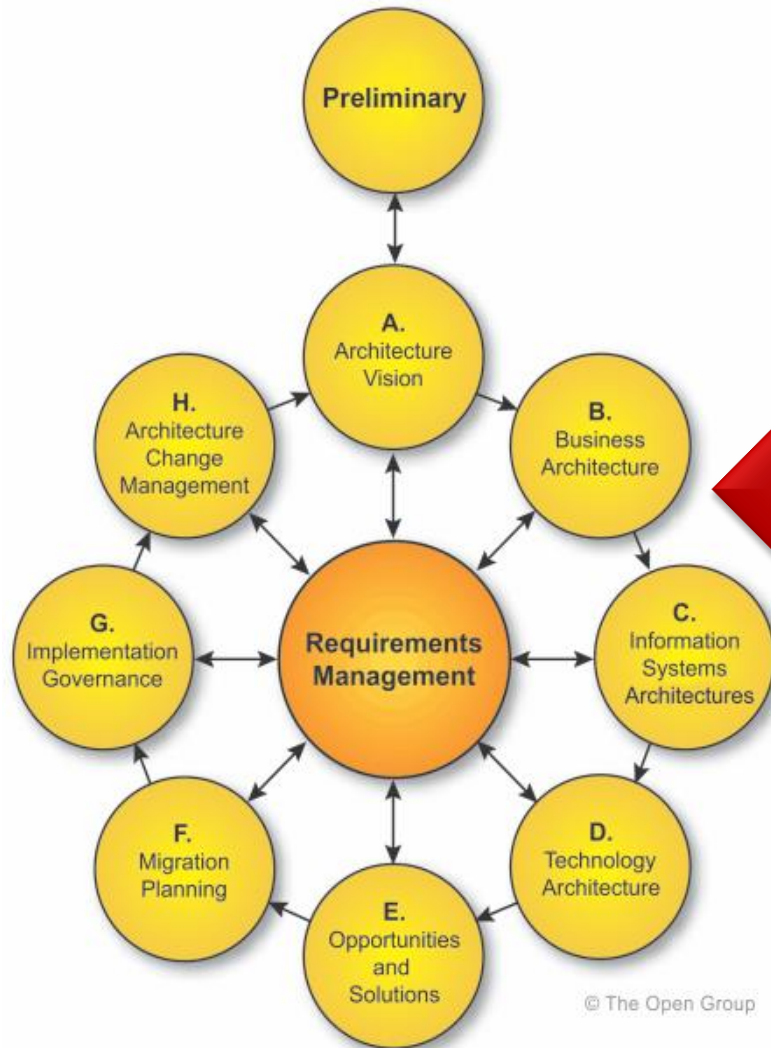 Preliminary
A.
Architecture
Vision
B.
Business
Architecture
C.
Information
Systems
Architectures
D.
Technology
Architecture
E.
Opportunities
and
Solutions
F.
Migration
Planning
G.
Implementation
Governance
H.
Architecture
Change
Management
Requirements
Management
© The Open Group